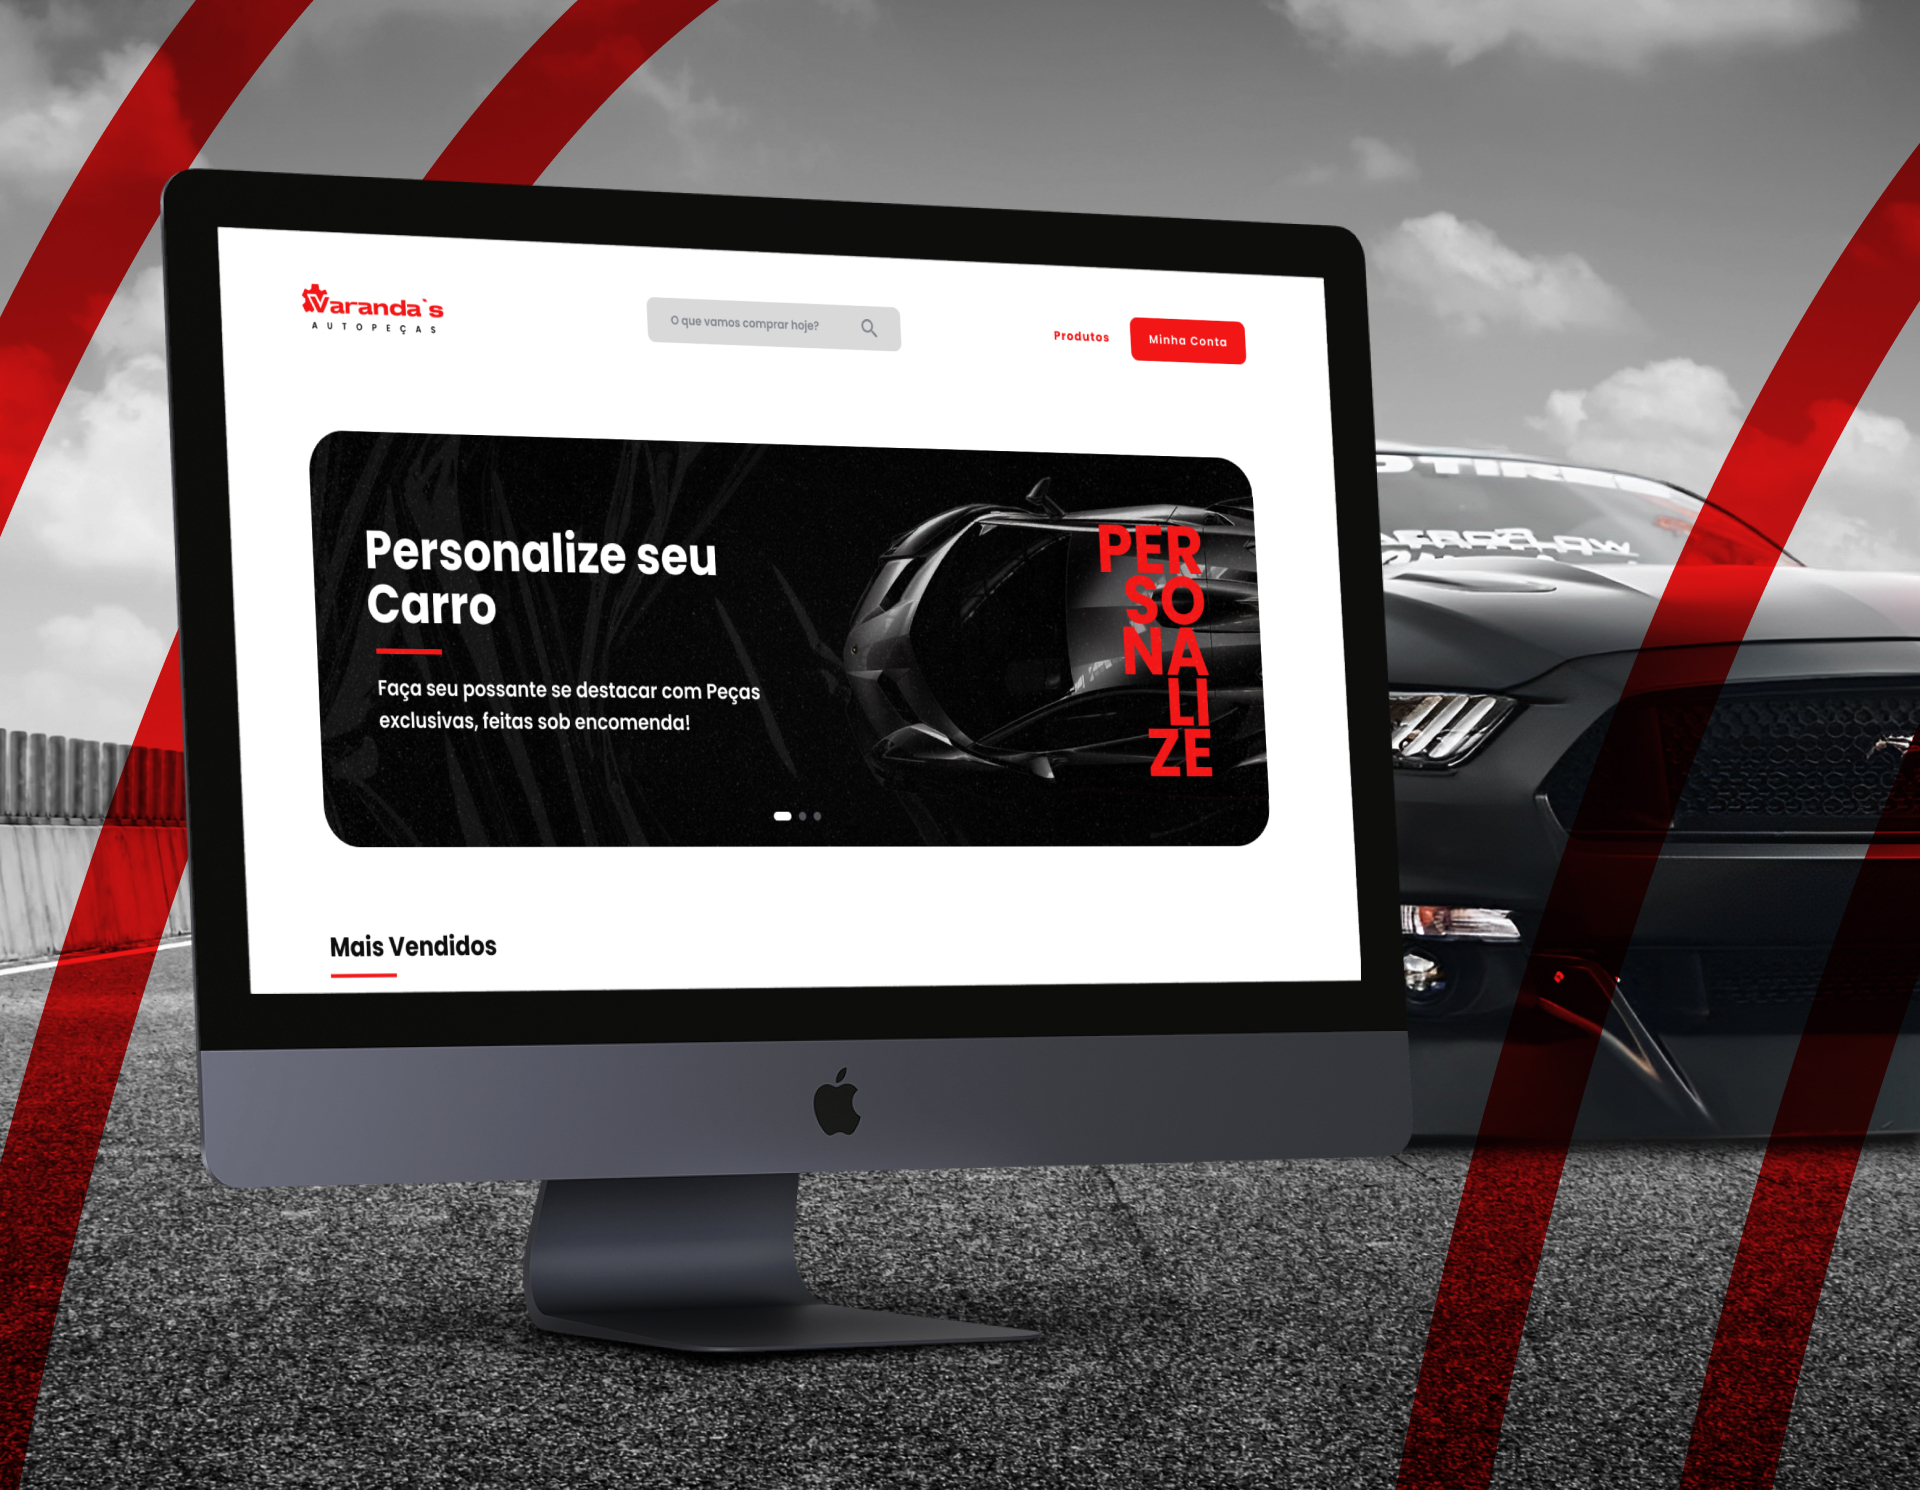 Varanda`s
AUTOPEÇAS
O que vamos comprar hoje?
Produtos
Minha Conta
Personalize seu
Carro
Faça seu possante se destacar com Peças
exclusivas, feitas sob encomenda!
PER
SO
NA
LI
ZE
Mais Vendidos